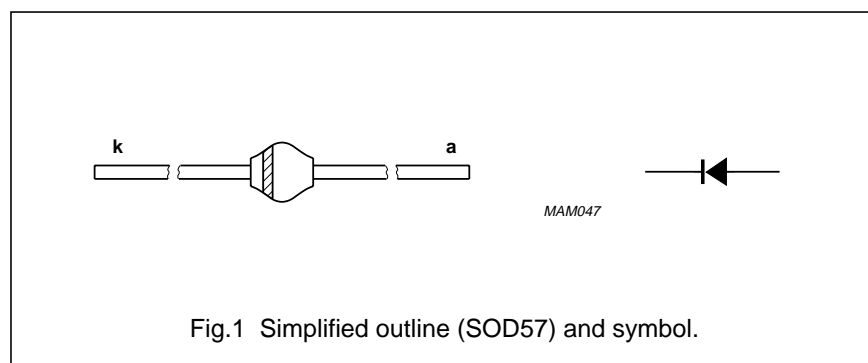 k a
MAM047
Fig.1 Simplified outline (SOD57) and symbol.